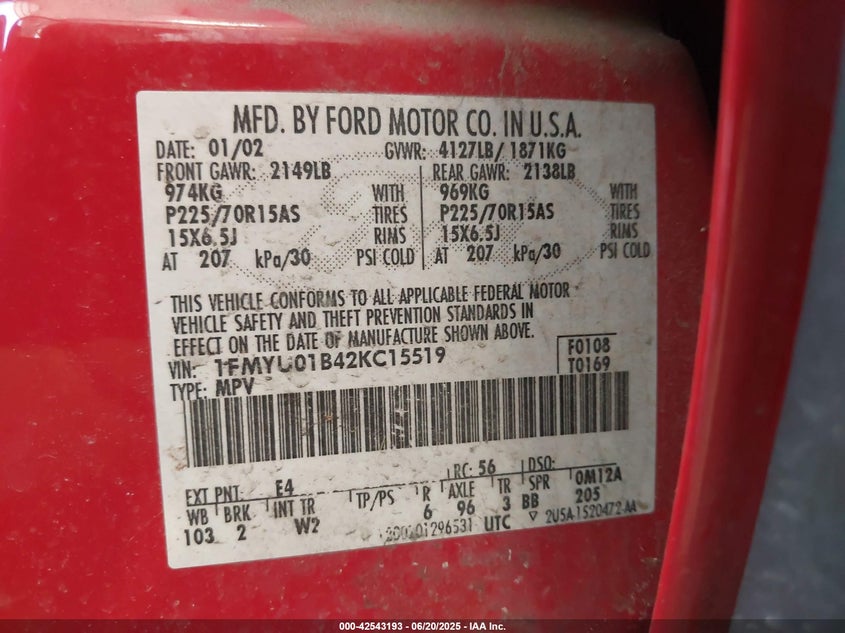 MFD. BY FORD MOTOR CO. IN U.S.A.
DATE: 01/02 GVWR: 4127LB/ 1871KG
FRONT GAWR: 2149LB REAR GAWR: 2138LB
974KG WITH 969KG WITH
P225/70R15AS TIRES P225/70R15AS TIRES
15X6.5J RIMS 15X6.5J RIMS
AT 207 kPa/30 PSI COLD AT 207 kPa/30 PSI COLD
THIS VEHICLE CONFORMS TO ALL APPLICABLE FEDERAL MOTOR
VEHICLE SAFETY AND THEFT PREVENTION STANDARDS IN
EFFECT ON THE DATE OF MANUFACTURE SHOWN ABOVE.
VIN: 1FMYU01B42KC15519 F0108
TYPE: MPV T0169
EXT PNT: E4 RC: 56 DSO:
WB BRK INT TR TP/PS R AXLE TR SPR 0M12A
103 2 W2 6 96 3 BB 205
UTC 2U5A-1520472-AA
000-42543193 - 06/20/2025 - IAA Inc.